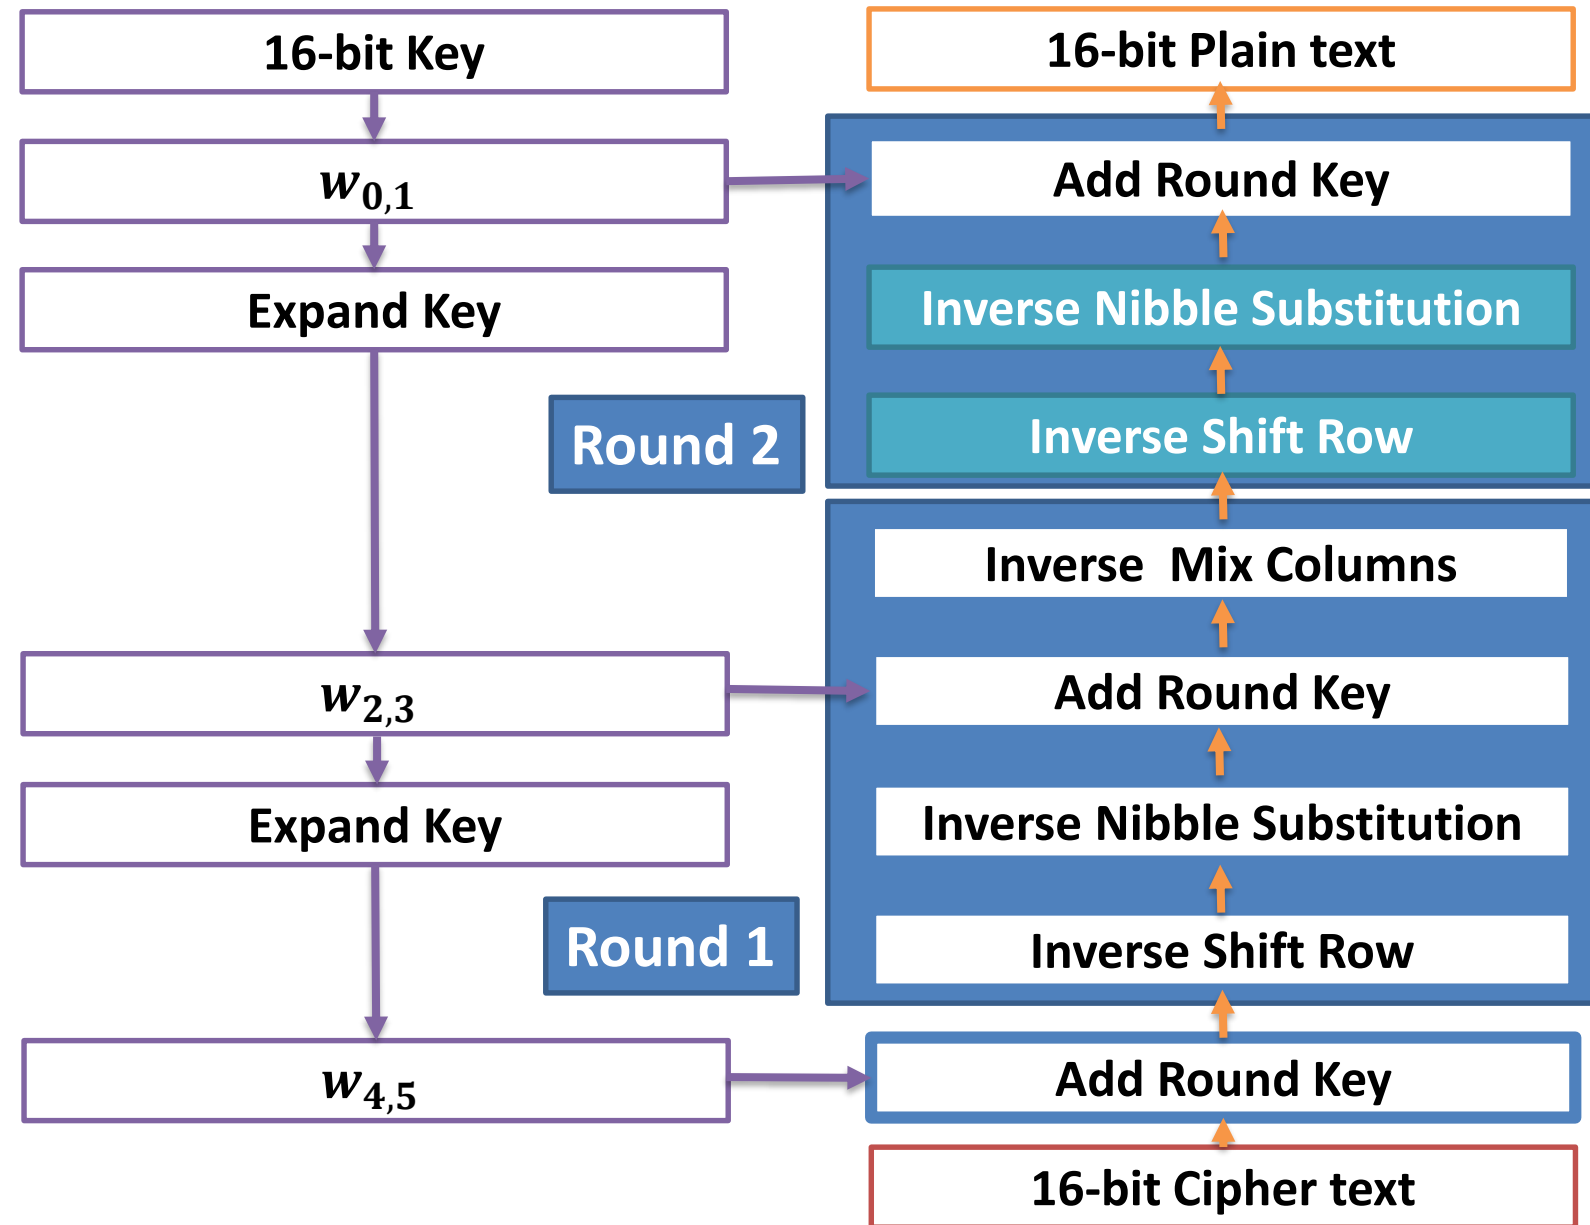 16-bit Key
16-bit Plain text
w0,1
Add Round Key
Expand Key
Inverse Nibble Substitution
Round 2
Inverse Shift Row
Inverse  Mix Columns
w2,3
Add Round Key
Expand Key
Inverse Nibble Substitution
Round 1
Inverse Shift Row
w4,5
Add Round Key
16-bit Cipher text